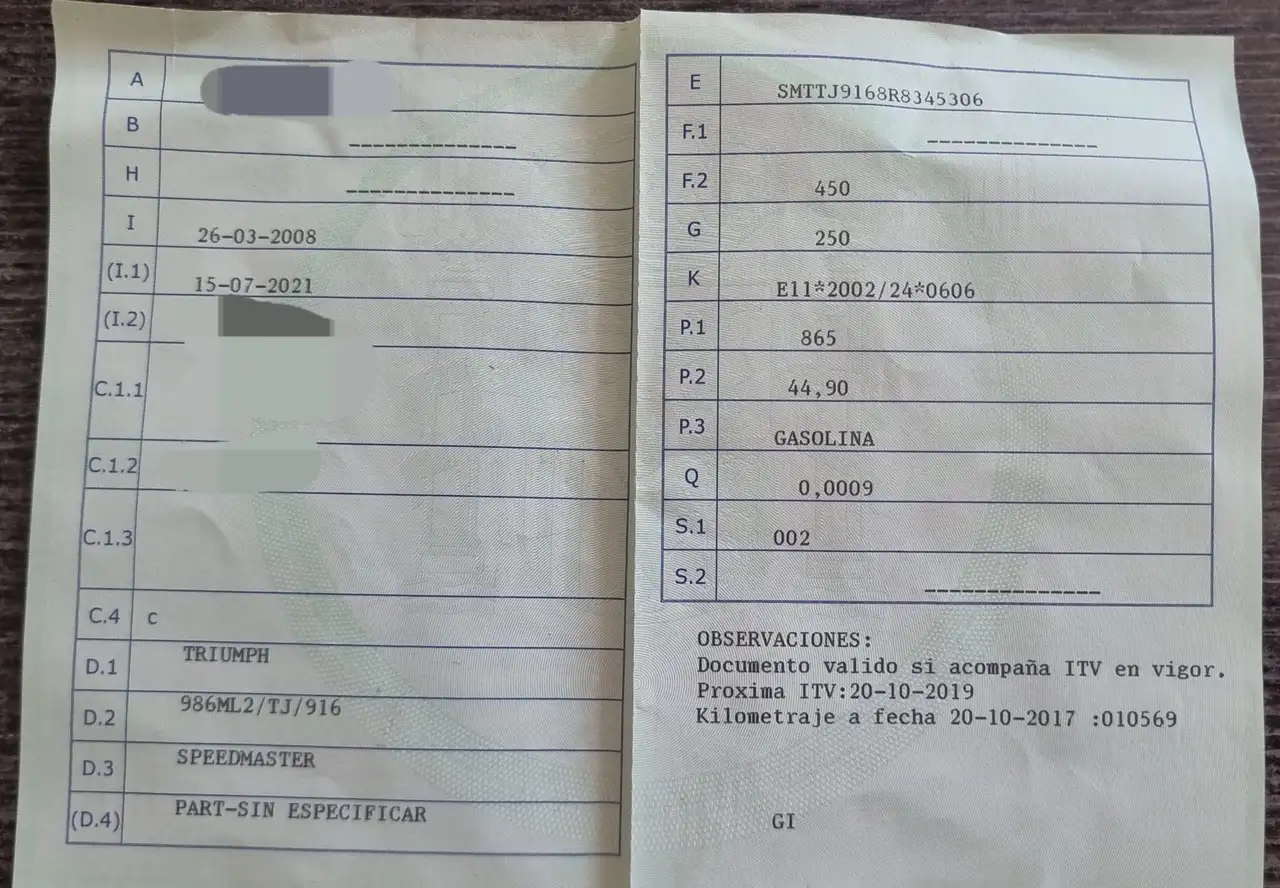 A
B --------------
H --------------
I 26-03-2008
(I.1) 15-07-2021
(I.2)
C.1.1
C.1.2
C.1.3
C.4 c
D.1 TRIUMPH
D.2 986ML2/TJ/916
D.3 SPEEDMASTER
(D.4) PART-SIN ESPECIFICAR
E SMTTJ9168R8345306
F.1 --------------
F.2 450
G 250
K E11*2002/24*0606
P.1 865
P.2 44,90
P.3 GASOLINA
Q 0,0009
S.1 002
S.2 --------------
OBSERVACIONES:
Documento valido si acompaña ITV en vigor.
Proxima ITV:20-10-2019
Kilometraje a fecha 20-10-2017 :010569
GI